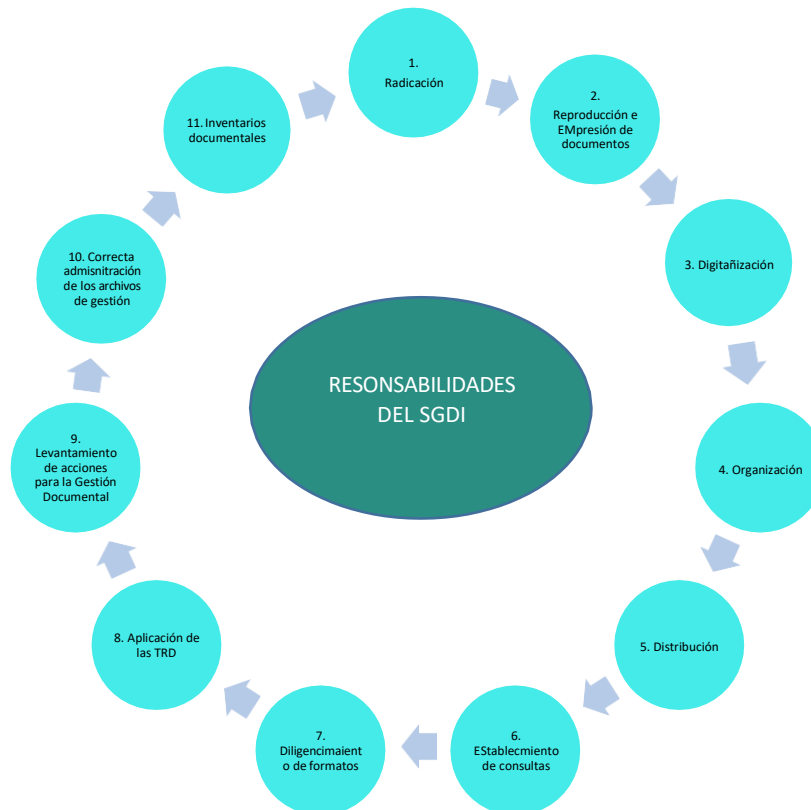 1.
Radicación
2.
Reproducción e
EMpresión de
documentos
3. Digitañización
4. Organización
5. Distribución
6.
EStablecmiento
de consultas
7.
Diligencimaient
o de formatos
8. Aplicación de
las TRD
9.
Levantamiento
de acciones
para la Gestión
Documental
10. Correcta
admisnitración
de los archivos
de gestión
11. Inventarios
documentales
RESONSABILIDADES
DEL SGDI